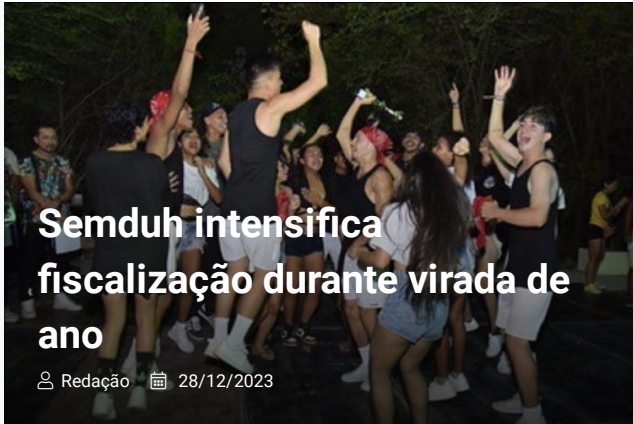 Semduh intensifica
fiscalização durante virada de
ano
Redação 28/12/2023